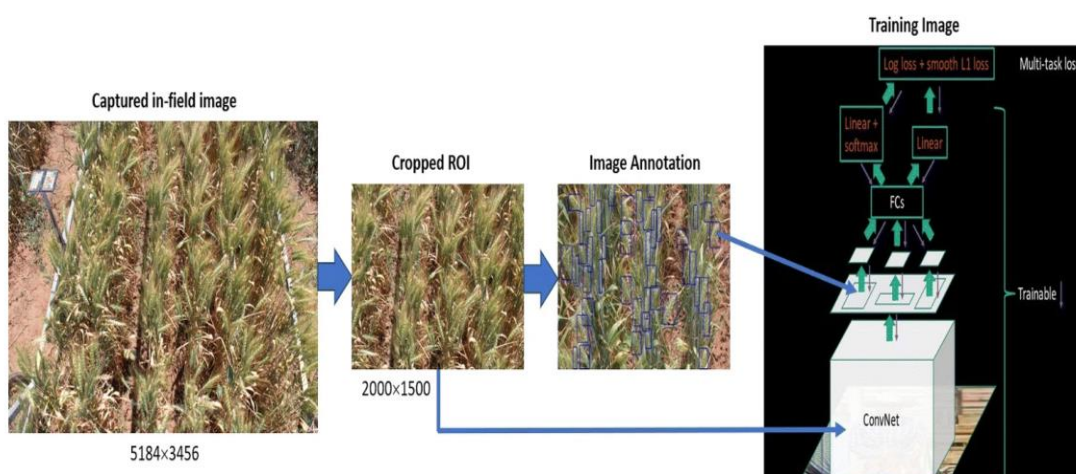 Training Image
Captured in-field image
Cropped ROI
Image Annotation
5184×3456
2000×1500
Log loss + smooth L1 loss
Multi-task loss
Linear +
softmax
Linear
FCs
Trainable
ConvNet